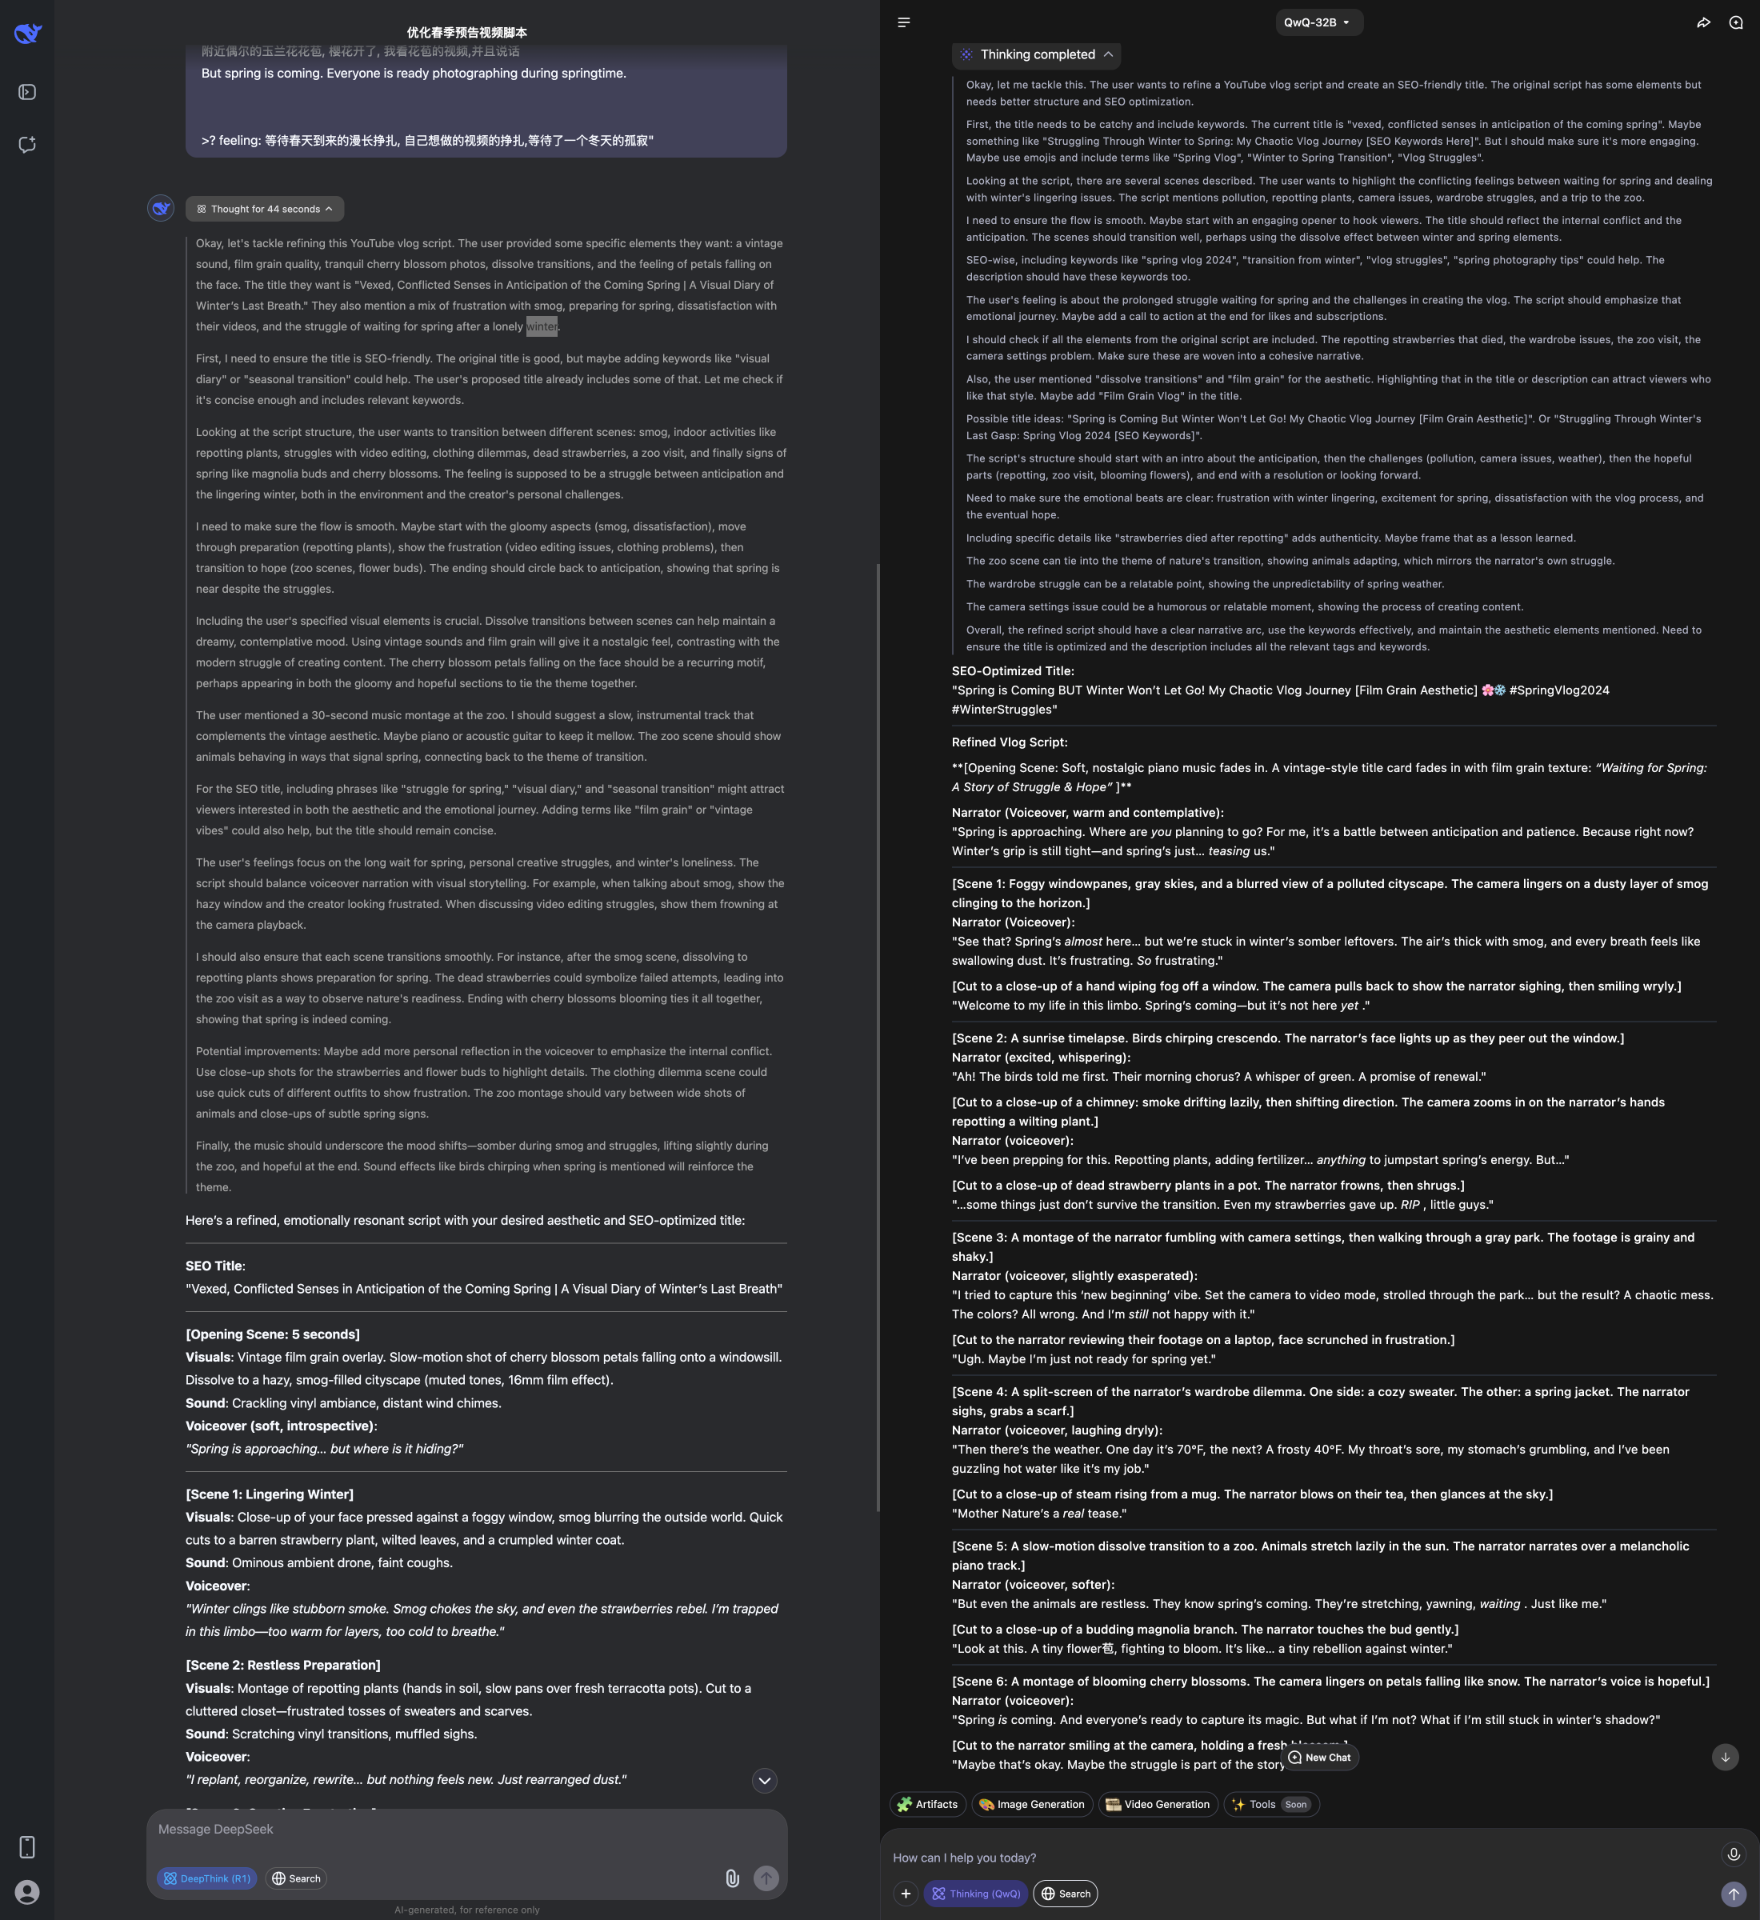 优化春季预告视频脚本
附近偶尔的玉兰花花苞, 樱花开了, 我看花苞的视频,并且说话
But spring is coming. Everyone is ready photographing during springtime.
>? feeling: 等待春天到来的漫长挣扎, 自己想做的视频的挣扎,等待了一个冬天的孤寂"
Thought for 44 seconds
Okay, let's tackle refining this YouTube vlog script. The user provided some specific elements they want: a vintage
sound, film grain quality, tranquil cherry blossom photos, dissolve transitions, and the feeling of petals falling on
the face. The title they want is "Vexed, Conflicted Senses in Anticipation of the Coming Spring | A Visual Diary of
Winter’s Last Breath." They also mention a mix of frustration with smog, preparing for spring, dissatisfaction with
their videos, and the struggle of waiting for spring after a lonely winter.
First, I need to ensure the title is SEO-friendly. The original title is good, but maybe adding keywords like "visual
diary" or "seasonal transition" could help. The user's proposed title already includes some of that. Let me check if
it's concise enough and includes relevant keywords.
Looking at the script structure, the user wants to transition between different scenes: smog, indoor activities like
repotting plants, struggles with video editing, clothing dilemmas, dead strawberries, a zoo visit, and finally signs of
spring like magnolia buds and cherry blossoms. The feeling is supposed to be a struggle between anticipation and
the lingering winter, both in the environment and the creator's personal challenges.
I need to make sure the flow is smooth. Maybe start with the gloomy aspects (smog, dissatisfaction), move
through preparation (repotting plants), show the frustration (video editing issues, clothing problems), then
transition to hope (zoo scenes, flower buds). The ending should circle back to anticipation, showing that spring is
near despite the struggles.
Including the user's specified visual elements is crucial. Dissolve transitions between scenes can help maintain a
dreamy, contemplative mood. Using vintage sounds and film grain will give it a nostalgic feel, contrasting with the
modern struggle of creating content. The cherry blossom petals falling on the face should be a recurring motif,
perhaps appearing in both the gloomy and hopeful sections to tie the theme together.
The user mentioned a 30-second music montage at the zoo. I should suggest a slow, instrumental track that
complements the vintage aesthetic. Maybe piano or acoustic guitar to keep it mellow. The zoo scene should show
animals behaving in ways that signal spring, connecting back to the theme of transition.
For the SEO title, including phrases like "struggle for spring," "visual diary," and "seasonal transition" might attract
viewers interested in both the aesthetic and the emotional journey. Adding terms like "film grain" or "vintage
vibes" could also help, but the title should remain concise.
The user's feelings focus on the long wait for spring, personal creative struggles, and winter's loneliness. The
script should balance voiceover narration with visual storytelling. For example, when talking about smog, show the
hazy window and the creator looking frustrated. When discussing video editing struggles, show them frowning at
the camera playback.
I should also ensure that each scene transitions smoothly. For instance, after the smog scene, dissolving to
repotting plants shows preparation for spring. The dead strawberries could symbolize failed attempts, leading into
the zoo visit as a way to observe nature's readiness. Ending with cherry blossoms blooming ties it all together,
showing that spring is indeed coming.
Potential improvements: Maybe add more personal reflection in the voiceover to emphasize the internal conflict.
Use close-up shots for the strawberries and flower buds to highlight details. The clothing dilemma scene could
use quick cuts of different outfits to show frustration. The zoo montage should vary between wide shots of
animals and close-ups of subtle spring signs.
Finally, the music should underscore the mood shifts—somber during smog and struggles, lifting slightly during
the zoo, and hopeful at the end. Sound effects like birds chirping when spring is mentioned will reinforce the
theme.
Here’s a refined, emotionally resonant script with your desired aesthetic and SEO-optimized title:
SEO Title:
"Vexed, Conflicted Senses in Anticipation of the Coming Spring | A Visual Diary of Winter’s Last Breath"
[Opening Scene: 5 seconds]
Visuals: Vintage film grain overlay. Slow-motion shot of cherry blossom petals falling onto a windowsill.
Dissolve to a hazy, smog-filled cityscape (muted tones, 16mm film effect).
Sound: Crackling vinyl ambiance, distant wind chimes.
Voiceover (soft, introspective):
"Spring is approaching... but where is it hiding?"
[Scene 1: Lingering Winter]
Visuals: Close-up of your face pressed against a foggy window, smog blurring the outside world. Quick
cuts to a barren strawberry plant, wilted leaves, and a crumpled winter coat.
Sound: Ominous ambient drone, faint coughs.
Voiceover:
"Winter clings like stubborn smoke. Smog chokes the sky, and even the strawberries rebel. I’m trapped
in this limbo—too warm for layers, too cold to breathe."
[Scene 2: Restless Preparation]
Visuals: Montage of repotting plants (hands in soil, slow pans over fresh terracotta pots). Cut to a
cluttered closet—frustrated tosses of sweaters and scarves.
Sound: Scratching vinyl transitions, muffled sighs.
Voiceover:
"I replant, reorganize, rewrite... but nothing feels new. Just rearranged dust."
Message DeepSeek
DeepThink (R1)
Search
AI-generated, for reference only
QwQ-32B
Thinking completed
Okay, let me tackle this. The user wants to refine a YouTube vlog script and create an SEO-friendly title. The original script has some elements but
needs better structure and SEO optimization.
First, the title needs to be catchy and include keywords. The current title is "vexed, conflicted senses in anticipation of the coming spring". Maybe
something like "Struggling Through Winter to Spring: My Chaotic Vlog Journey [SEO Keywords Here]". But I should make sure it's more engaging.
Maybe use emojis and include terms like "Spring Vlog", "Winter to Spring Transition", "Vlog Struggles".
Looking at the script, there are several scenes described. The user wants to highlight the conflicting feelings between waiting for spring and dealing
with winter's lingering issues. The script mentions pollution, repotting plants, camera issues, wardrobe struggles, and a trip to the zoo.
I need to ensure the flow is smooth. Maybe start with an engaging opener to hook viewers. The title should reflect the internal conflict and the
anticipation. The scenes should transition well, perhaps using the dissolve effect between winter and spring elements.
SEO-wise, including keywords like "spring vlog 2024", "transition from winter", "vlog struggles", "spring photography tips" could help. The
description should have these keywords too.
The user's feeling is about the prolonged struggle waiting for spring and the challenges in creating the vlog. The script should emphasize that
emotional journey. Maybe add a call to action at the end for likes and subscriptions.
I should check if all the elements from the original script are included. The repotting strawberries that died, the wardrobe issues, the zoo visit, the
camera settings problem. Make sure these are woven into a cohesive narrative.
Also, the user mentioned "dissolve transitions" and "film grain" for the aesthetic. Highlighting that in the title or description can attract viewers who
like that style. Maybe add "Film Grain Vlog" in the title.
Possible title ideas: "Spring is Coming But Winter Won't Let Go! My Chaotic Vlog Journey [Film Grain Aesthetic]". Or "Struggling Through Winter's
Last Gasp: Spring Vlog 2024 [SEO Keywords]".
The script's structure should start with an intro about the anticipation, then the challenges (pollution, camera issues, weather), then the hopeful
parts (repotting, zoo visit, blooming flowers), and end with a resolution or looking forward.
Need to make sure the emotional beats are clear: frustration with winter lingering, excitement for spring, dissatisfaction with the vlog process, and
the eventual hope.
Including specific details like "strawberries died after repotting" adds authenticity. Maybe frame that as a lesson learned.
The zoo scene can tie into the theme of nature's transition, showing animals adapting, which mirrors the narrator's own struggle.
The wardrobe struggle can be a relatable point, showing the unpredictability of spring weather.
The camera settings issue could be a humorous or relatable moment, showing the process of creating content.
Overall, the refined script should have a clear narrative arc, use the keywords effectively, and maintain the aesthetic elements mentioned. Need to
ensure the title is optimized and the description includes all the relevant tags and keywords.
SEO-Optimized Title:
"Spring is Coming BUT Winter Won’t Let Go! My Chaotic Vlog Journey [Film Grain Aesthetic] 🌸❄️ #SpringVlog2024
#WinterStruggles"
Refined Vlog Script:
**[Opening Scene: Soft, nostalgic piano music fades in. A vintage-style title card fades in with film grain texture: “Waiting for Spring:
A Story of Struggle & Hope” ]**
Narrator (Voiceover, warm and contemplative):
"Spring is approaching. Where are you planning to go? For me, it’s a battle between anticipation and patience. Because right now?
Winter’s grip is still tight—and spring’s just… teasing us."
[Scene 1: Foggy windowpanes, gray skies, and a blurred view of a polluted cityscape. The camera lingers on a dusty layer of smog
clinging to the horizon.]
Narrator (Voiceover):
"See that? Spring’s almost here… but we’re stuck in winter’s somber leftovers. The air’s thick with smog, and every breath feels like
swallowing dust. It’s frustrating. So frustrating."
[Cut to a close-up of a hand wiping fog off a window. The camera pulls back to show the narrator sighing, then smiling wryly.]
"Welcome to my life in this limbo. Spring’s coming—but it’s not here yet ."
[Scene 2: A sunrise timelapse. Birds chirping crescendo. The narrator’s face lights up as they peer out the window.]
Narrator (excited, whispering):
"Ah! The birds told me first. Their morning chorus? A whisper of green. A promise of renewal."
[Cut to a close-up of a chimney: smoke drifting lazily, then shifting direction. The camera zooms in on the narrator’s hands
repotting a wilting plant.]
Narrator (voiceover):
"I’ve been prepping for this. Repotting plants, adding fertilizer… anything to jumpstart spring’s energy. But…"
[Cut to a close-up of dead strawberry plants in a pot. The narrator frowns, then shrugs.]
"…some things just don’t survive the transition. Even my strawberries gave up. RIP , little guys."
[Scene 3: A montage of the narrator fumbling with camera settings, then walking through a gray park. The footage is grainy and
shaky.]
Narrator (voiceover, slightly exasperated):
"I tried to capture this ‘new beginning’ vibe. Set the camera to video mode, strolled through the park… but the result? A chaotic mess.
The colors? All wrong. And I’m still not happy with it."
[Cut to the narrator reviewing their footage on a laptop, face scrunched in frustration.]
"Ugh. Maybe I’m just not ready for spring yet."
[Scene 4: A split-screen of the narrator’s wardrobe dilemma. One side: a cozy sweater. The other: a spring jacket. The narrator
sighs, grabs a scarf.]
Narrator (voiceover, laughing dryly):
"Then there’s the weather. One day it’s 70°F, the next? A frosty 40°F. My throat’s sore, my stomach’s grumbling, and I’ve been
guzzling hot water like it’s my job."
[Cut to a close-up of steam rising from a mug. The narrator blows on their tea, then glances at the sky.]
"Mother Nature’s a real tease."
[Scene 5: A slow-motion dissolve transition to a zoo. Animals stretch lazily in the sun. The narrator narrates over a melancholic
piano track.]
Narrator (voiceover, softer):
"But even the animals are restless. They know spring’s coming. They’re stretching, yawning, waiting . Just like me."
[Cut to a close-up of a budding magnolia branch. The narrator touches the bud gently.]
"Look at this. A tiny flower苞, fighting to bloom. It’s like… a tiny rebellion against winter."
[Scene 6: A montage of blooming cherry blossoms. The camera lingers on petals falling like snow. The narrator’s voice is hopeful.]
Narrator (voiceover):
"Spring is coming. And everyone’s ready to capture its magic. But what if I’m not? What if I’m still stuck in winter’s shadow?"
[Cut to the narrator smiling at the camera, holding a fresh
"Maybe that’s okay. Maybe the struggle is part of the story
New Chat
Artifacts
Image Generation
Video Generation
Tools Soon
How can I help you today?
Thinking (QwQ)
Search